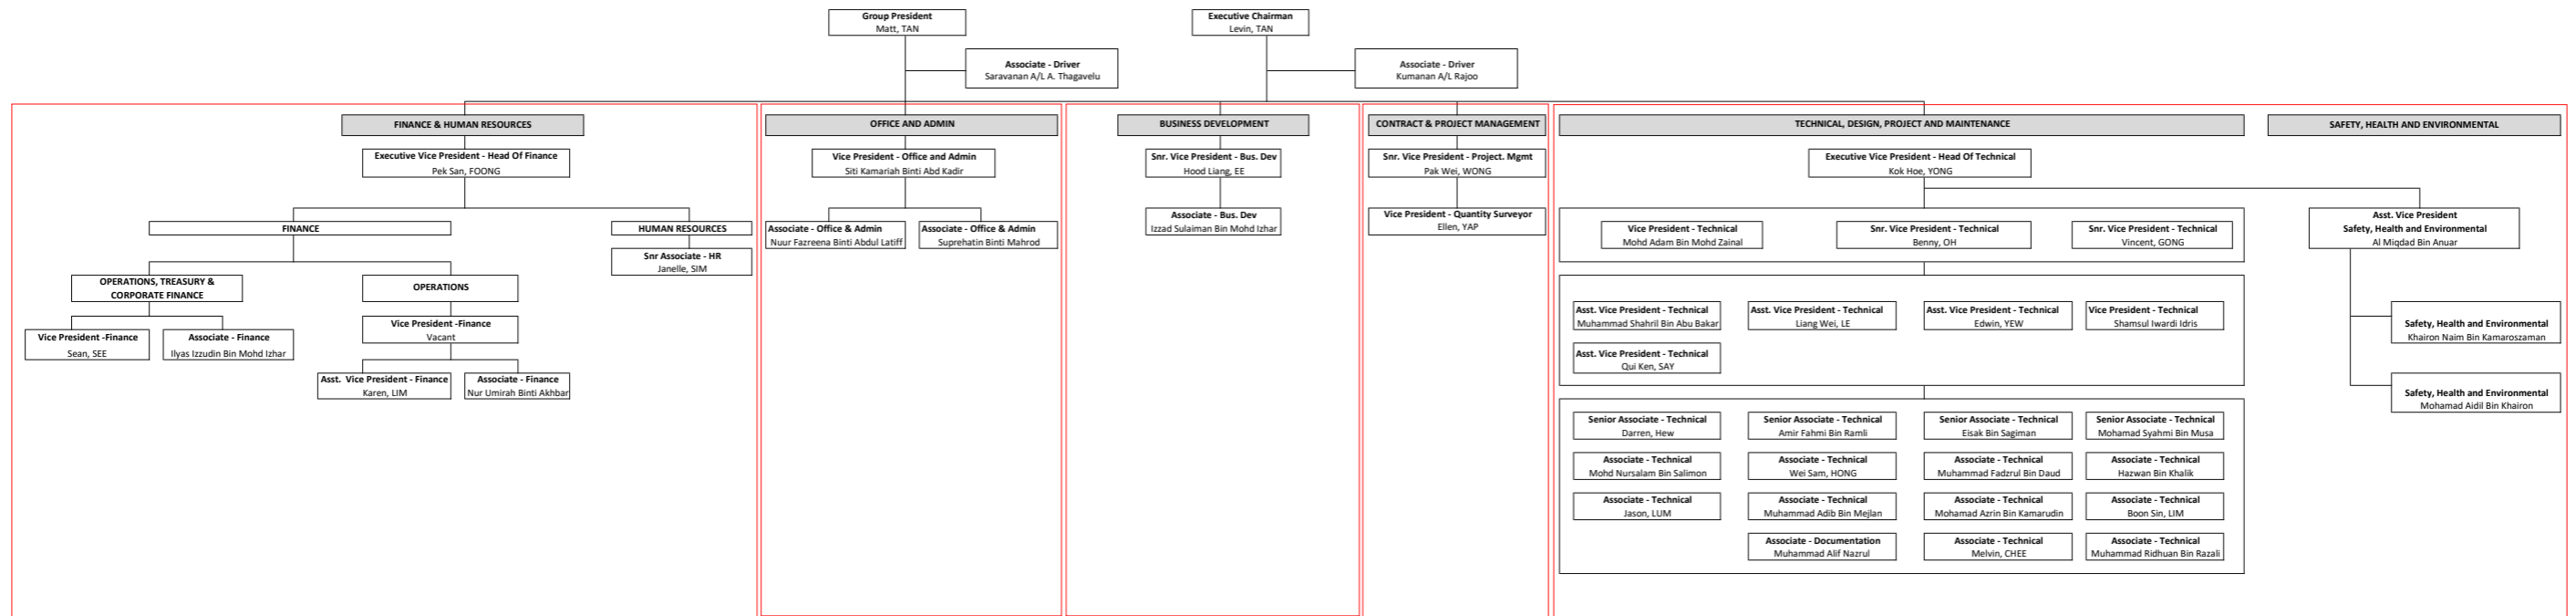 Group President
Matt, TAN
Executive Chairman
Levin, TAN
Associate - Driver
Saravanan A/L A. Thagavelu
Associate - Driver
Kumanan A/L Rajoo
FINANCE & HUMAN RESOURCES
Executive Vice President - Head Of Finance
Pek San, FOONG
FINANCE
HUMAN RESOURCES
Snr Associate - HR
Janelle, SIM
OPERATIONS, TREASURY &
CORPORATE FINANCE
OPERATIONS
Vice President -Finance
Sean, SEE
Associate - Finance
Ilyas Izzudin Bin Mohd Izhar
Vice President -Finance
Vacant
Asst.  Vice President - Finance
Karen, LIM
Associate - Finance
Nur Umirah Binti Akhbar
OFFICE AND ADMIN
Vice President - Office and Admin
Siti Kamariah Binti Abd Kadir
Associate - Office & Admin
Nuur Fazreena Binti Abdul Latiff
Associate - Office & Admin
Suprehatin Binti Mahrod
BUSINESS DEVELOPMENT
Snr. Vice President - Bus. Dev
Hood Liang, EE
Associate - Bus. Dev
Izzad Sulaiman Bin Mohd Izhar
CONTRACT & PROJECT MANAGEMENT
Snr. Vice President - Project. Mgmt
Pak Wei, WONG
Vice President - Quantity Surveyor
Ellen, YAP
TECHNICAL, DESIGN, PROJECT AND MAINTENANCE
Executive Vice President - Head Of Technical
Kok Hoe, YONG
Vice President - Technical
Mohd Adam Bin Mohd Zainal
Snr. Vice President - Technical
Benny, OH
Snr. Vice President - Technical
Vincent, GONG
Asst. Vice President - Technical
Muhammad Shahril Bin Abu Bakar
Asst. Vice President - Technical
Liang Wei, LE
Asst. Vice President - Technical
Edwin, YEW
Vice President - Technical
Shamsul Iwardi Idris
Asst. Vice President - Technical
Qui Ken, SAY
Senior Associate - Technical
Darren, Hew
Senior Associate - Technical
Amir Fahmi Bin Ramli
Senior Associate - Technical
Eisak Bin Sagiman
Senior Associate - Technical
Mohamad Syahmi Bin Musa
Associate - Technical
Mohd Nursalam Bin Salimon
Associate - Technical
Wei Sam, HONG
Associate - Technical
Muhammad Fadzrul Bin Daud
Associate - Technical
Hazwan Bin Khalik
Associate - Technical
Jason, LUM
Associate - Technical
Muhammad Adib Bin Mejlan
Associate - Technical
Mohamad Azrin Bin Kamarudin
Associate - Technical
Boon Sin, LIM
Associate - Documentation
Muhammad Alif Nazrul
Associate - Technical
Melvin, CHEE
Associate - Technical
Muhammad Ridhuan Bin Razali
SAFETY, HEALTH AND ENVIRONMENTAL
Asst. Vice President
Safety, Health and Environmental
Al Miqdad Bin Anuar
Safety, Health and Environmental
Khairon Naim Bin Kamaroszaman
Safety, Health and Environmental
Mohamad Aidil Bin Khairon